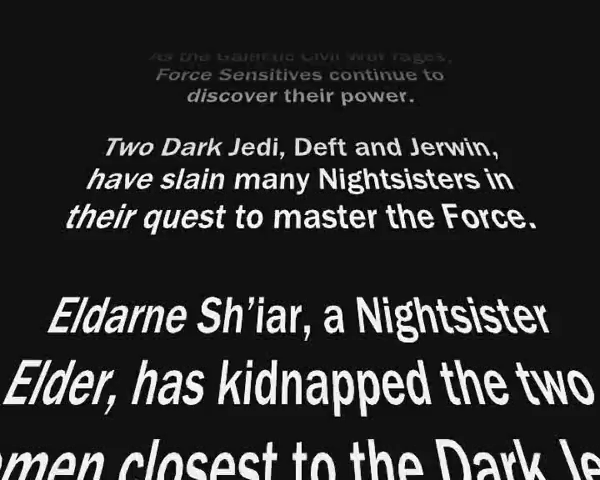 As the Galactic Civil War rages,
Force Sensitives continue to
discover their power.
Two Dark Jedi, Deft and Jerwin,
have slain many Nightsisters in
their quest to master the Force.
Eldarne Sh’iar, a Nightsister
Elder, has kidnapped the two
closest to the Dark